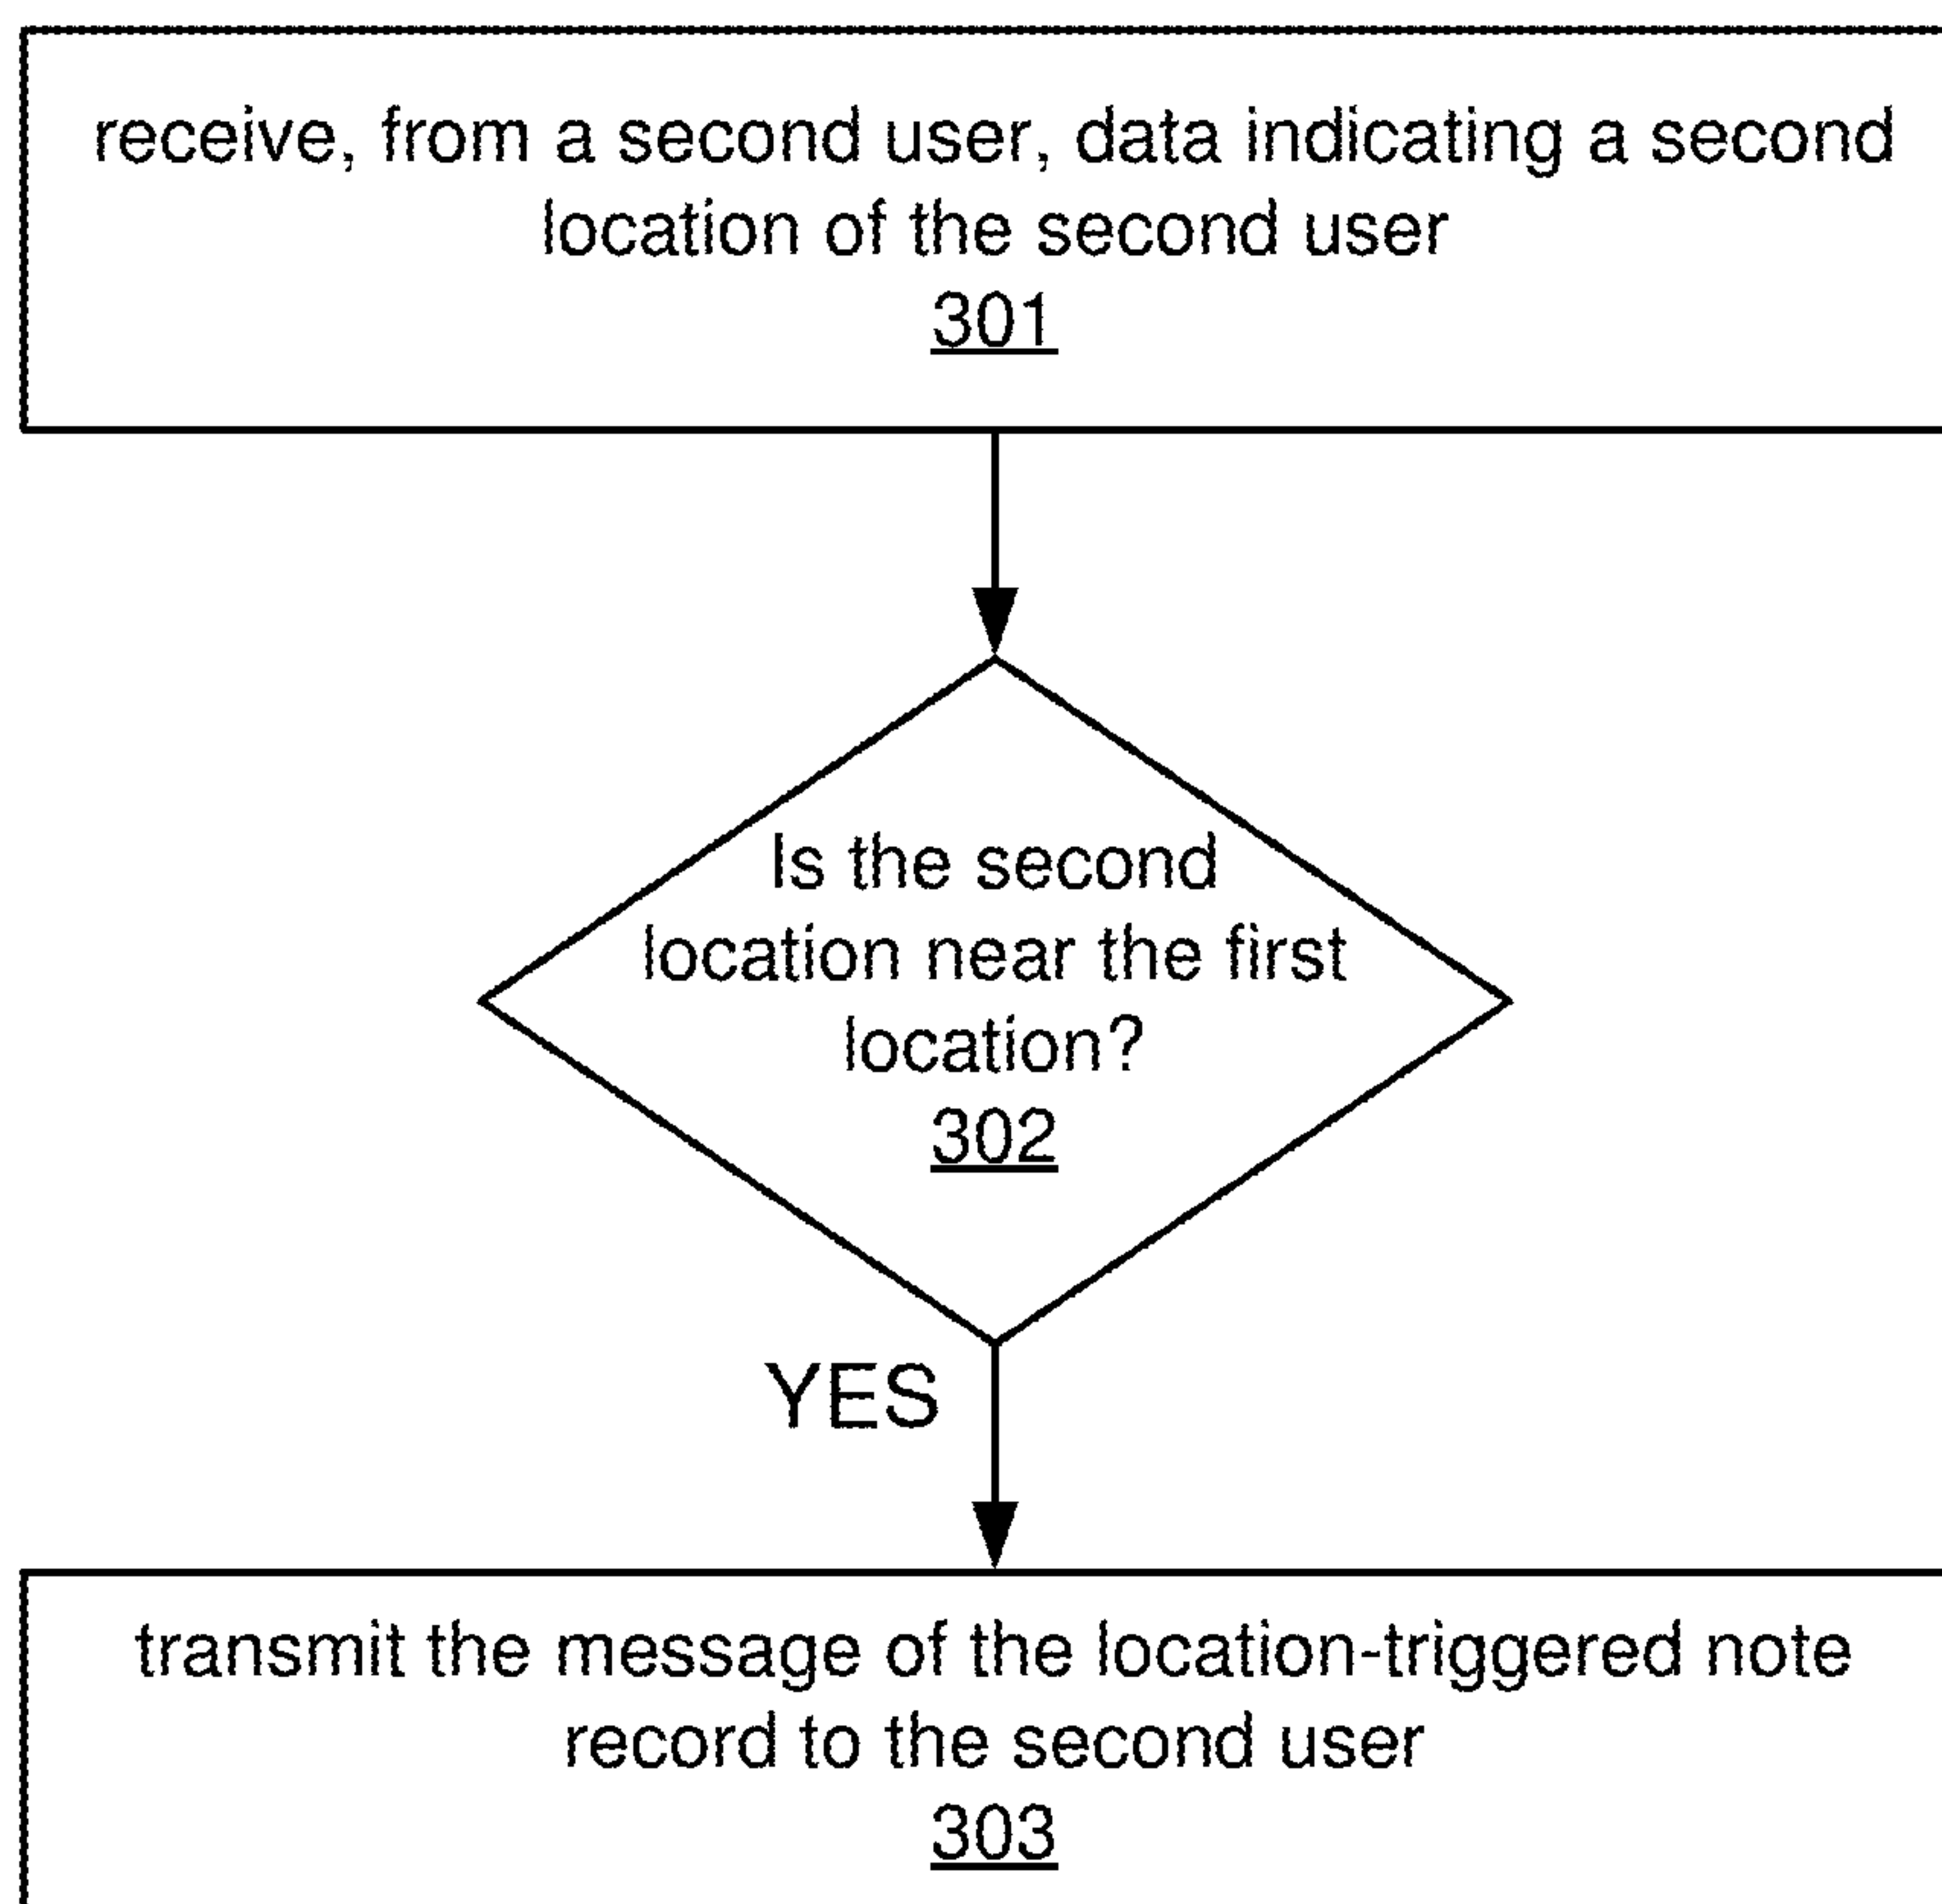 receive, from a second user, data indicating a second
location of the second user
301
Is the second
location near the first
location?
302
YES
transmit the message of the location-triggered note
record to the second user
303